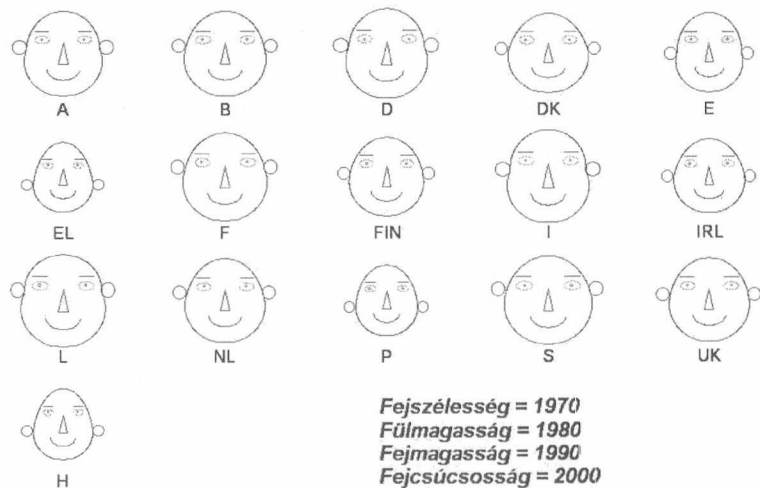 A B D DK E
EL F FIN I IRL
L NL P S UK
H
Fejszélesség = 1970
Fülmagasság = 1980
Fejmagasság = 1990
Fejcsúcsosság = 2000